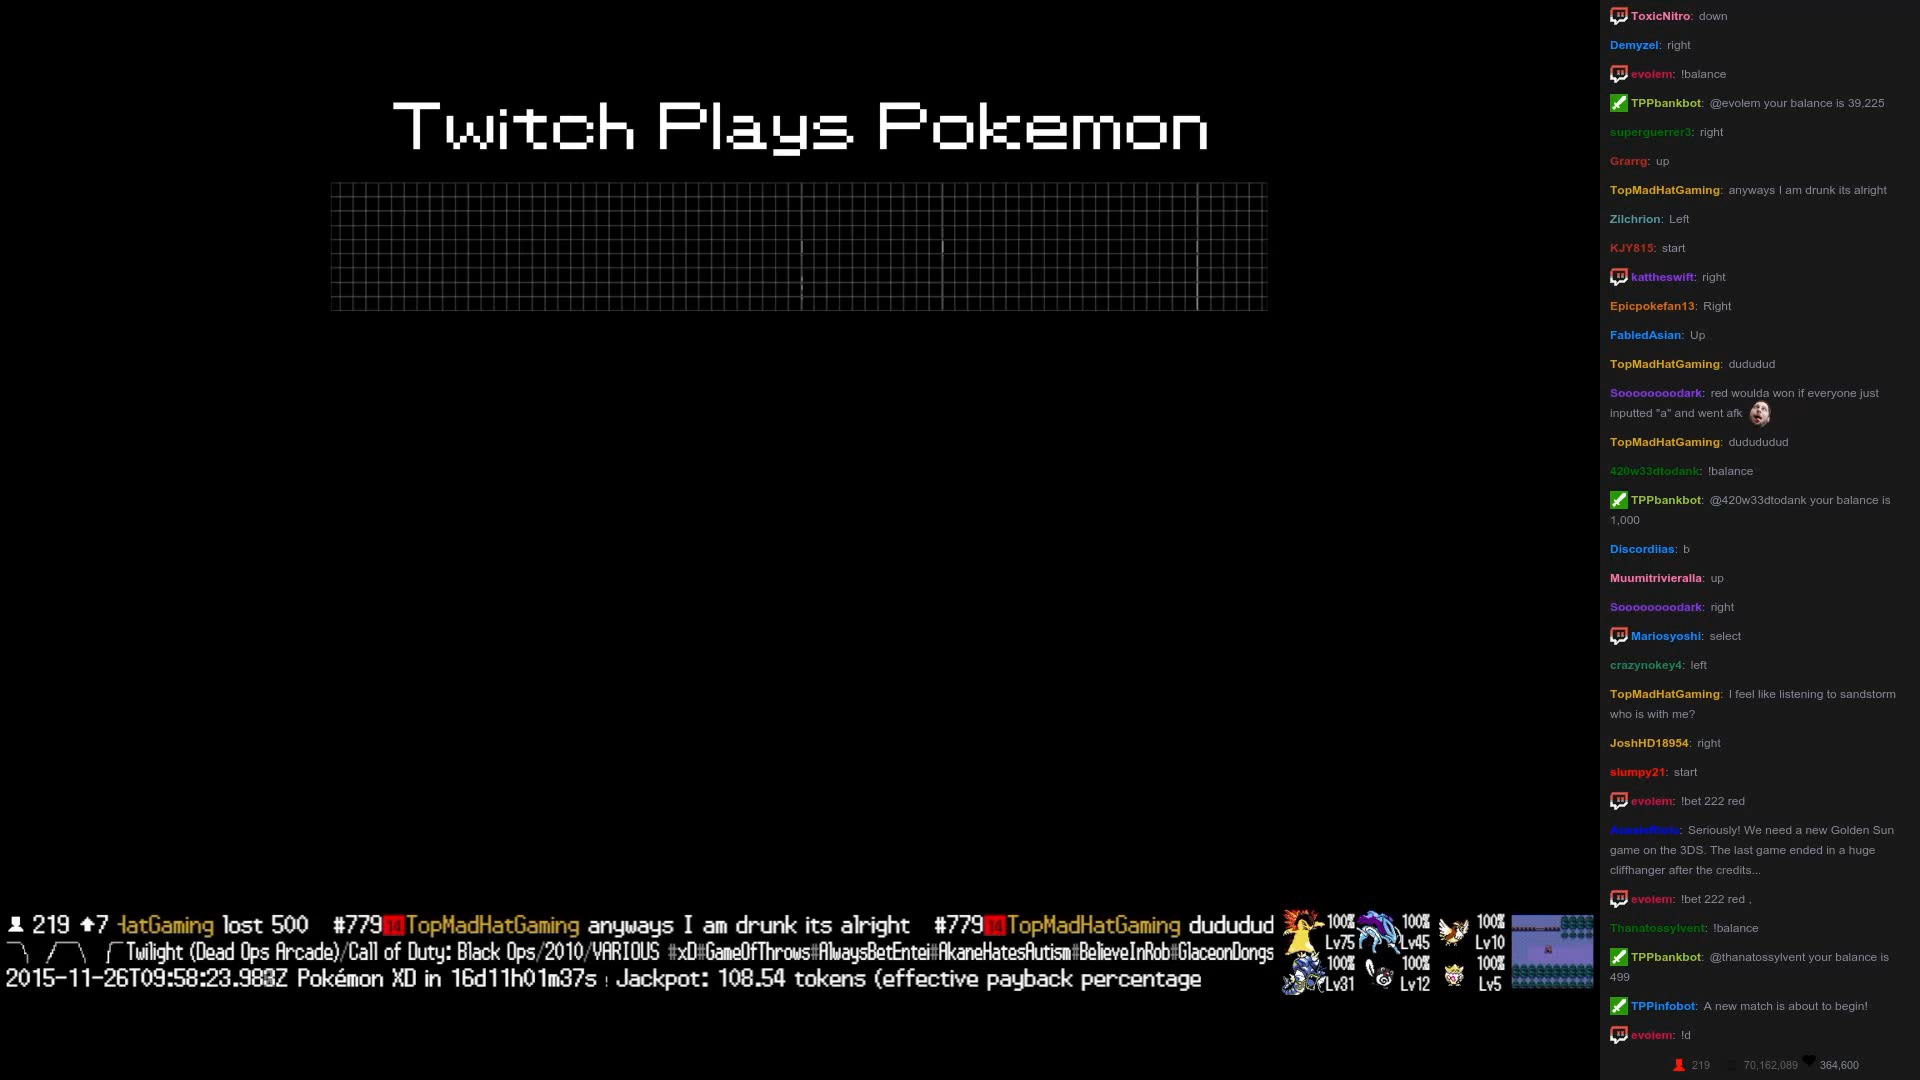 Twitch Plays Pokemon
219 7 HatGaming lost 500 #779 14 TopMadHatGaming anyways I am drunk its alright #779 14 TopMadHatGaming dududud
Twilight (Dead Ops Arcade)/Call of Duty: Black Ops/2010/VARIOUS #xD#GameOfThrows#AlwaysBetEntei#AkaneHatesAutism#BelieveInRob#GlaceonDongs
2015-11-26T09:58:23.988Z Pokémon XD in 16d11h01m37s Jackpot: 108.54 tokens (effective payback percentage
100% 100% 100%
Lv75 Lv45 Lv10
100% 100% 100%
Lv31 Lv12 Lv5
ToxicNitro: down
Demyzel: right
evolem: !balance
TPPbankbot: @evolem your balance is 39,225
superguerrer3: right
Grarrg: up
TopMadHatGaming: anyways I am drunk its alright
Zilchrion: Left
KJY815: start
kattheswift: right
Epicpokefan13: Right
FabledAsian: Up
TopMadHatGaming: dududud
Soooooooodark: red woulda won if everyone just
inputted "a" and went afk
TopMadHatGaming: dudududud
420w33dtodank: !balance
TPPbankbot: @420w33dtodank your balance is
1,000
Discordiias: b
Muumitrivieralla: up
Soooooooodark: right
Mariosyoshi: select
crazynokey4: left
TopMadHatGaming: I feel like listening to sandstorm
who is with me?
JoshHD18954: right
slumpy21: start
evolem: !bet 222 red
: Seriously! We need a new Golden Sun
game on the 3DS. The last game ended in a huge
cliffhanger after the credits...
evolem: !bet 222 red ,
Thanatossylvent: !balance
TPPbankbot: @thanatossylvent your balance is
499
TPPinfobot: A new match is about to begin!
evolem: !d
219 70,162,089 364,600